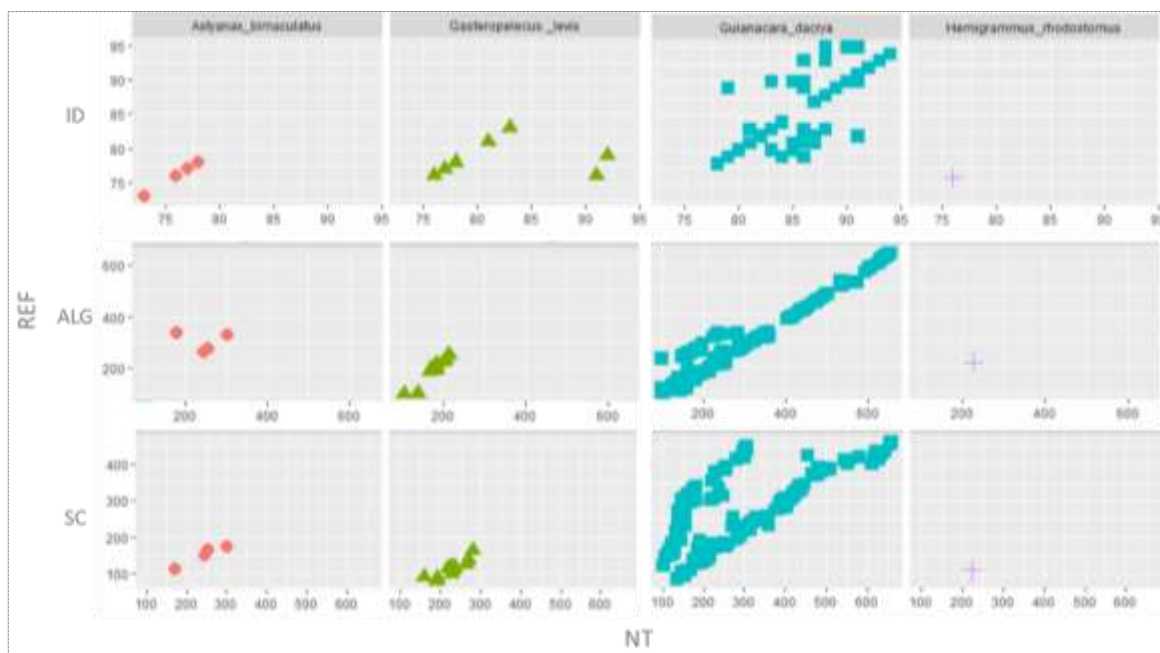 Astyanax_bimaculatus Gasteropelecus _levis Guianacara_dacrya Hemigrammus_rhodostomus
95
90
ID 85
80
75
75 80 85 90 95 75 80 85 90 95 75 80 85 90 95 75 80 85 90 95
600
REF ALG 400
200
200 400 600 200 400 600 200 400 600 200 400 600
400
300
SC 200
100
100 200 300 400 500 600 100 200 300 400 500 600 100 200 300 400 500 600 100 200 300 400 500 600
NT